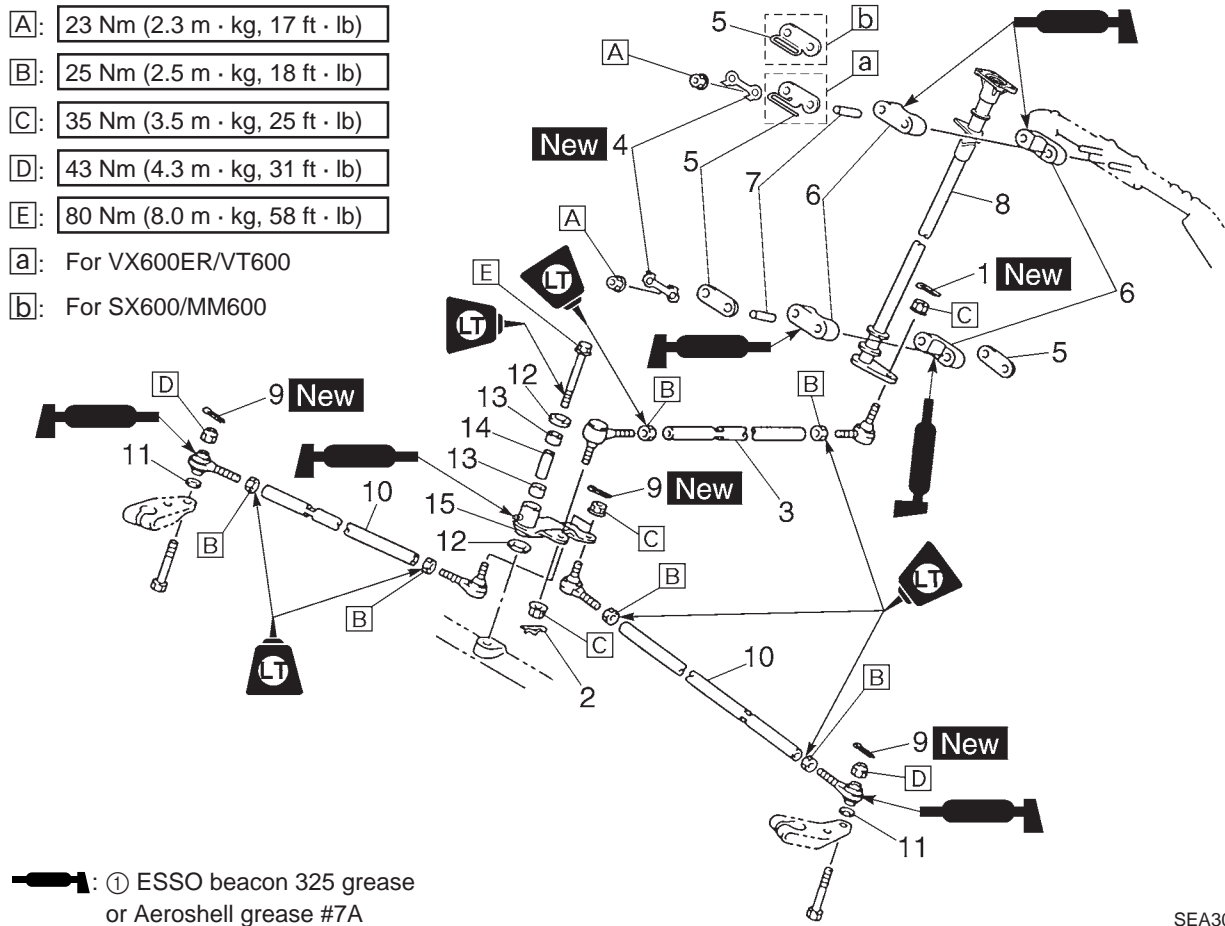 A: 23 Nm (2.3 m · kg, 17 ft · lb)
B: 25 Nm (2.5 m · kg, 18 ft · lb)
C: 35 Nm (3.5 m · kg, 25 ft · lb)
D: 43 Nm (4.3 m · kg, 31 ft · lb)
E: 80 Nm (8.0 m · kg, 58 ft · lb)
a: For VX600ER/VT600
b: For SX600/MM600
5
b
A
a
New 4
5
7
6
8
A
1 New
6
E
LT
C
LT
5
D
9 New
12
B
B
13
14
11
13
9 New
10
15
3
B
12
C
LT
B
B
C
LT
2
10
B
9 New
D
11
: ① ESSO beacon 325 grease
or Aeroshell grease #7A
SEA30